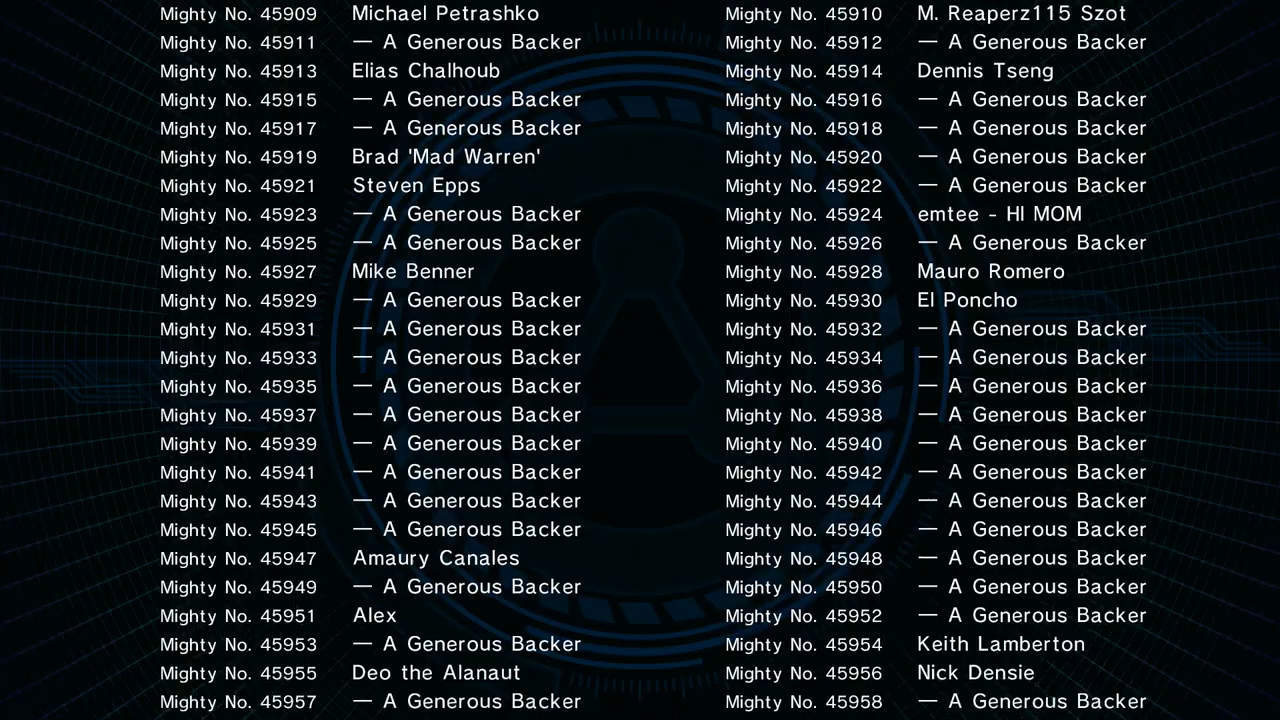 Mighty No. 45909 Michael Petrashko Mighty No. 45910 M. Reaperz115 Szot
Mighty No. 45911 — A Generous Backer Mighty No. 45912 — A Generous Backer
Mighty No. 45913 Elias Chalhoub Mighty No. 45914 Dennis Tseng
Mighty No. 45915 — A Generous Backer Mighty No. 45916 — A Generous Backer
Mighty No. 45917 — A Generous Backer Mighty No. 45918 — A Generous Backer
Mighty No. 45919 Brad 'Mad Warren' Mighty No. 45920 — A Generous Backer
Mighty No. 45921 Steven Epps Mighty No. 45922 — A Generous Backer
Mighty No. 45923 — A Generous Backer Mighty No. 45924 emtee - HI MOM
Mighty No. 45925 — A Generous Backer Mighty No. 45926 — A Generous Backer
Mighty No. 45927 Mike Benner Mighty No. 45928 Mauro Romero
Mighty No. 45929 — A Generous Backer Mighty No. 45930 El Poncho
Mighty No. 45931 — A Generous Backer Mighty No. 45932 — A Generous Backer
Mighty No. 45933 — A Generous Backer Mighty No. 45934 — A Generous Backer
Mighty No. 45935 — A Generous Backer Mighty No. 45936 — A Generous Backer
Mighty No. 45937 — A Generous Backer Mighty No. 45938 — A Generous Backer
Mighty No. 45939 — A Generous Backer Mighty No. 45940 — A Generous Backer
Mighty No. 45941 — A Generous Backer Mighty No. 45942 — A Generous Backer
Mighty No. 45943 — A Generous Backer Mighty No. 45944 — A Generous Backer
Mighty No. 45945 — A Generous Backer Mighty No. 45946 — A Generous Backer
Mighty No. 45947 Amaury Canales Mighty No. 45948 — A Generous Backer
Mighty No. 45949 — A Generous Backer Mighty No. 45950 — A Generous Backer
Mighty No. 45951 Alex Mighty No. 45952 — A Generous Backer
Mighty No. 45953 — A Generous Backer Mighty No. 45954 Keith Lamberton
Mighty No. 45955 Deo the Alanaut Mighty No. 45956 Nick Densie
Mighty No. 45957 — A Generous Backer Mighty No. 45958 — A Generous Backer